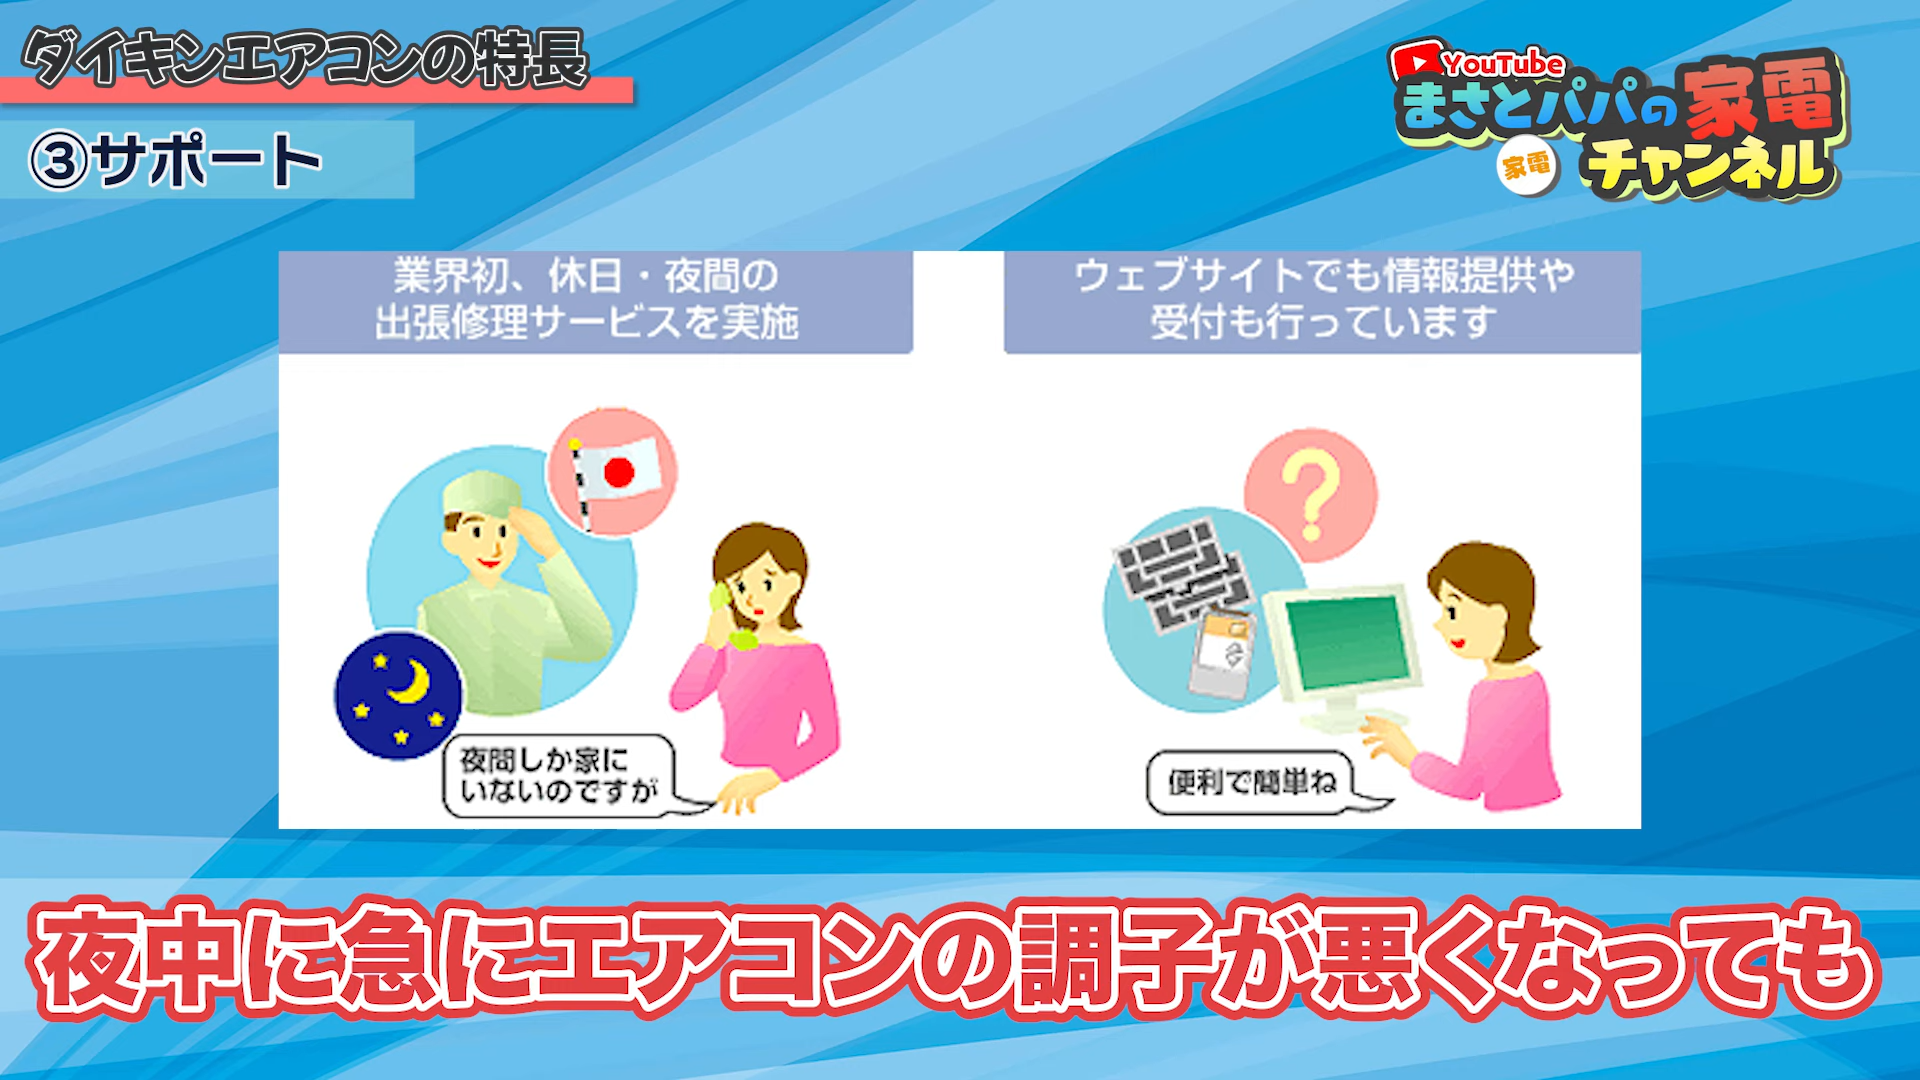 ダイキンエアコンの特長
③サポート
YouTube
まさとパパの家電
家電
チャンネル
業界初、休日・夜間の
出張修理サービスを実施
ウェブサイトでも情報提供や
受付も行っています
夜間しか家に
いないのですが
便利で簡単ね
夜中に急にエアコンの調子が悪くなっても